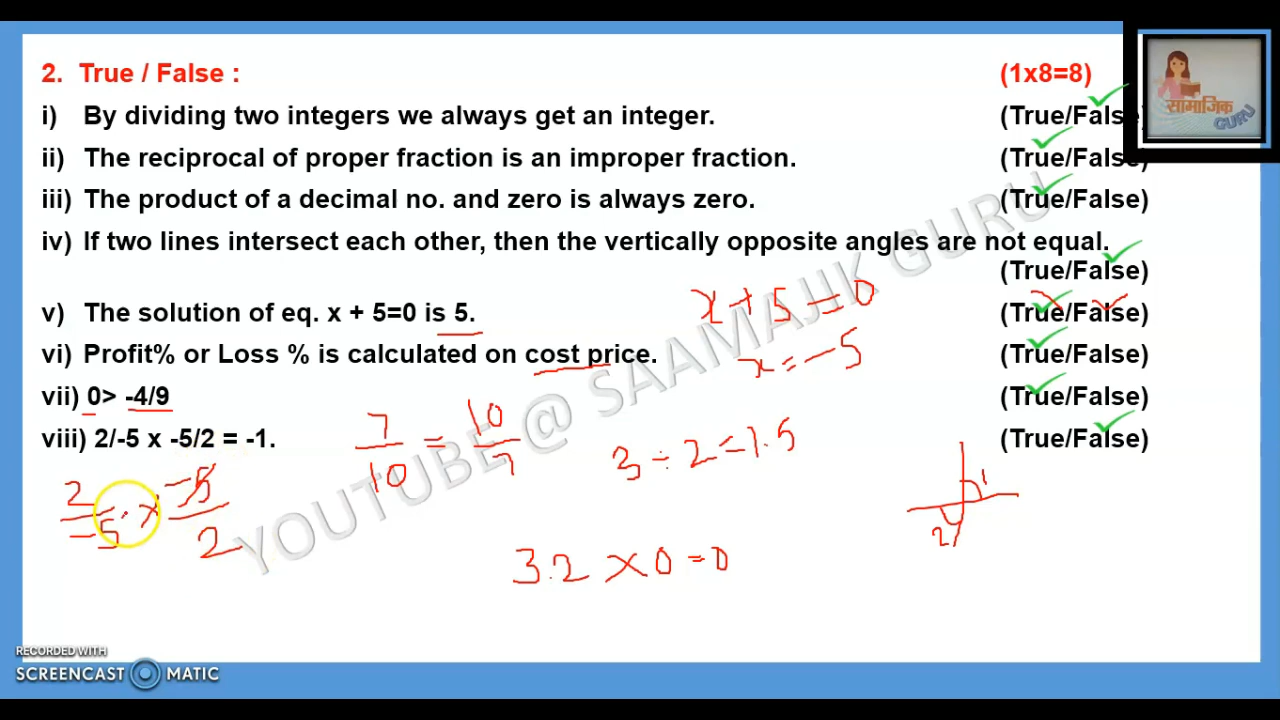 2. True / False : (1x8=8)
i) By dividing two integers we always get an integer. (True/False)
ii) The reciprocal of proper fraction is an improper fraction. (True/False
iii) The product of a decimal no. and zero is always zero. (True/False)
iv) If two lines intersect each other, then the vertically opposite angles are not equal.
(True/False)
v) The solution of eq. x + 5=0 is 5. (True/False)
vi) Profit% or Loss % is calculated on cost price. (True/False)
vii) 0> -4/9 (True/False)
viii) 2/-5 x -5/2 = -1. (True/False)
x + 5 = 0
x = -5
7/10 = 10/7
3 ÷ 2 = 1.5
2/-5 x -5/2
3.2 x 0 = 0
1
2
YOUTUBE @ SAAMAJIK GURU
सामाजिक
GURU
RECORDED WITH
SCREENCAST MATIC